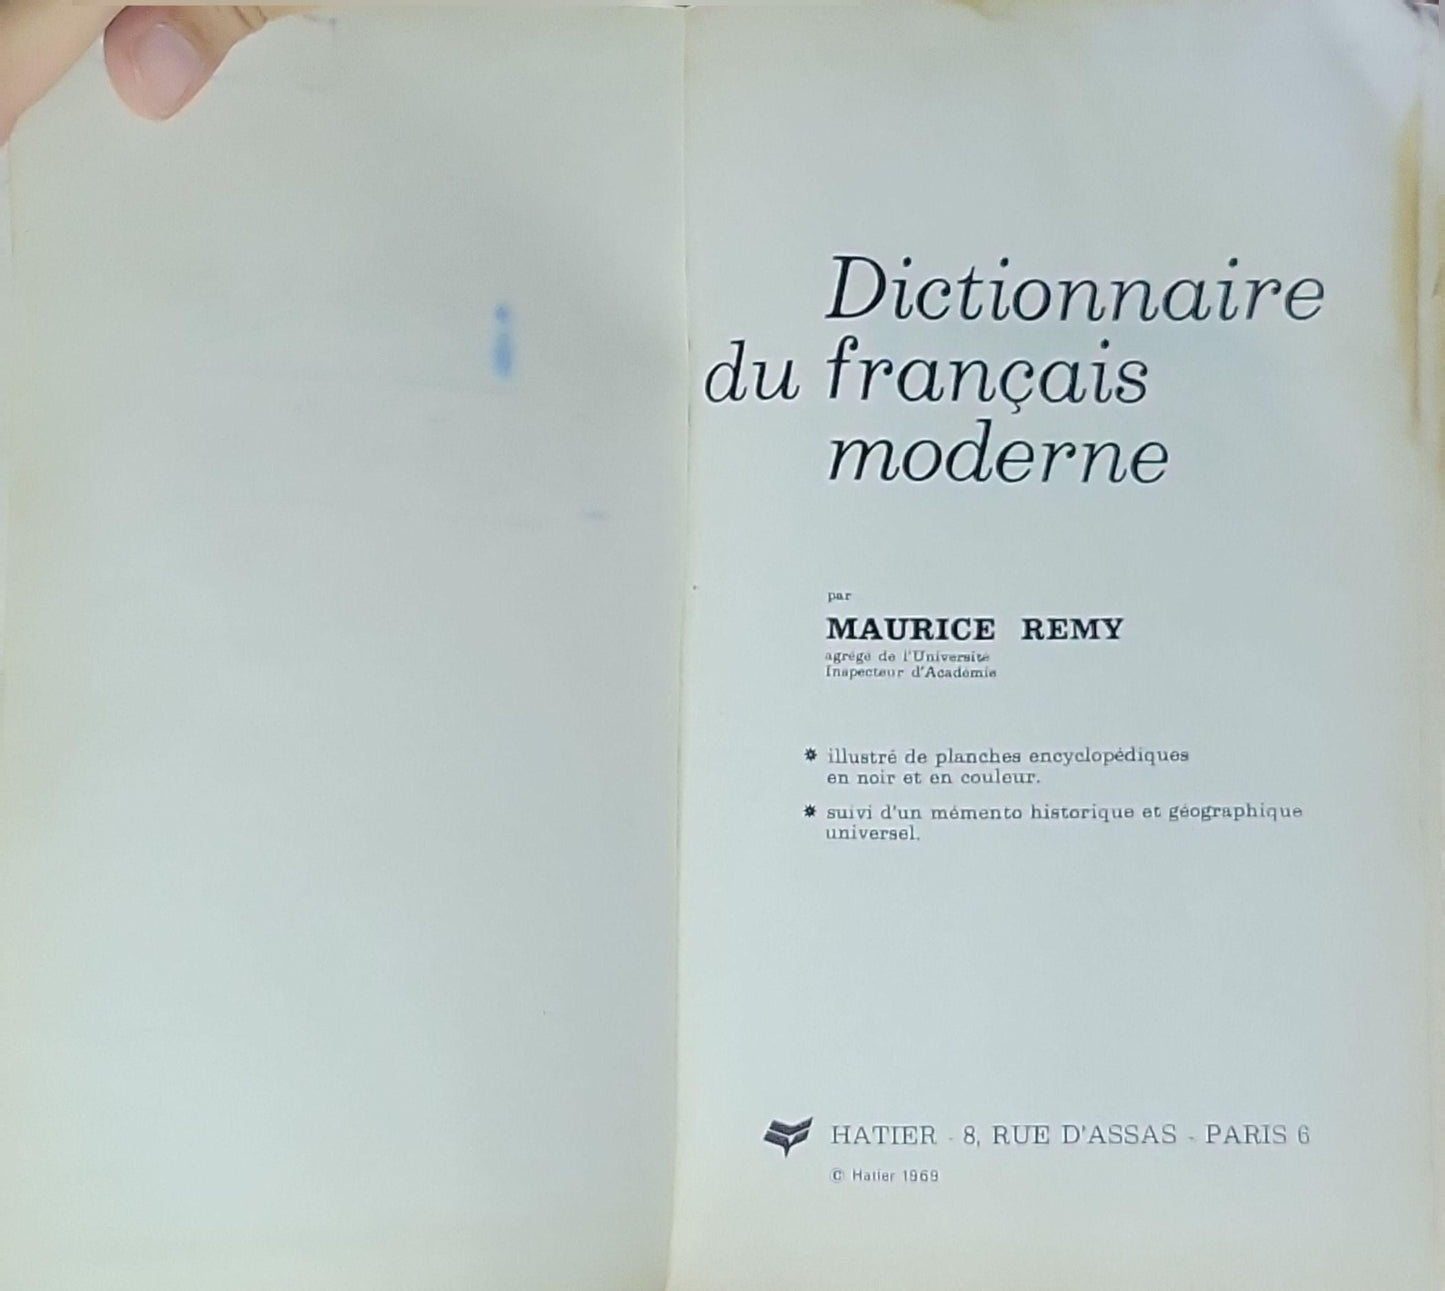 Dictionnaire
du français
moderne
par
MAURICE REMY
agrégé de l'Université
Inspecteur d'Académie
* illustré de planches encyclopédiques
en noir et en couleur.
* suivi d'un mémento historique et géographique
universel.
HATIER - 8, RUE D'ASSAS - PARIS 6
© Hatier 1969